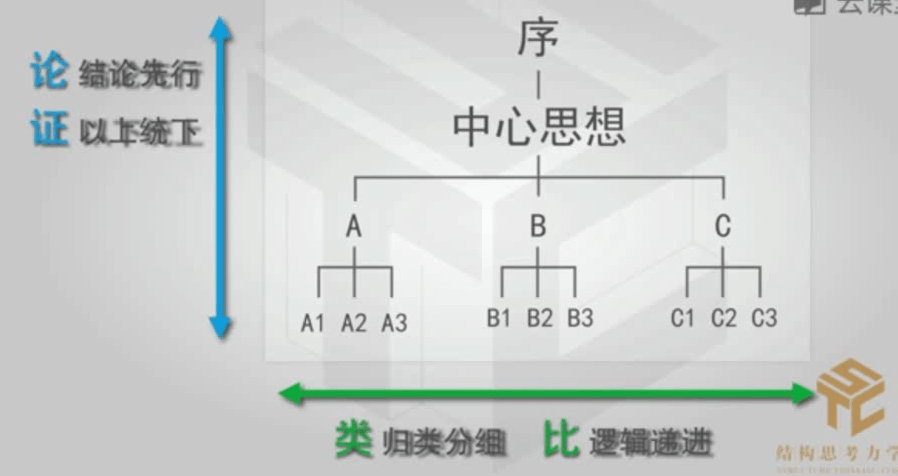 云课
序
论 结论先行
中心思想
证 以上统下
A B C
A1 A2 A3 B1 B2 B3 C1 C2 C3
类 归类分组 比 逻辑递进
结构思考力学